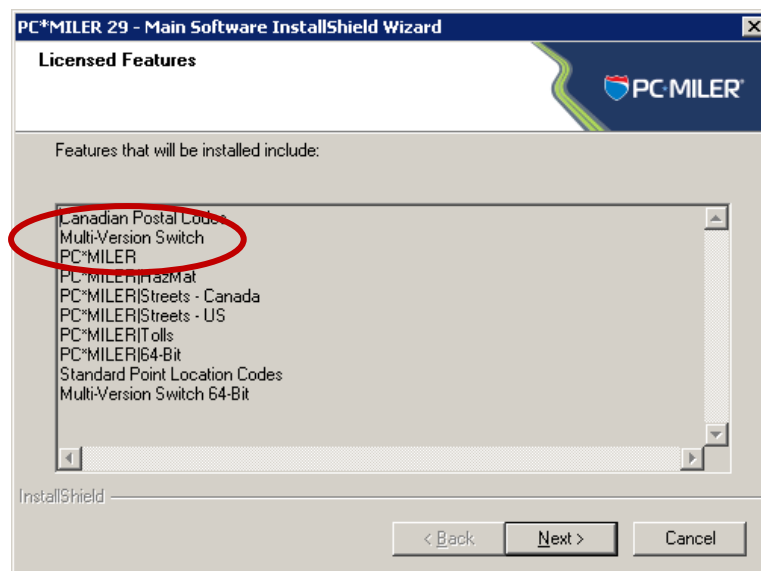 PC*MILER 29 - Main Software InstallShield Wizard
Licensed Features
PC·MILER®
Features that will be installed include:
Canadian Postal Codes
Multi-Version Switch
PC*MILER
PC*MILER|HazMat
PC*MILER|Streets - Canada
PC*MILER|Streets - US
PC*MILER|Tolls
PC*MILER|64-Bit
Standard Point Location Codes
Multi-Version Switch 64-Bit
InstallShield
< Back Next > Cancel